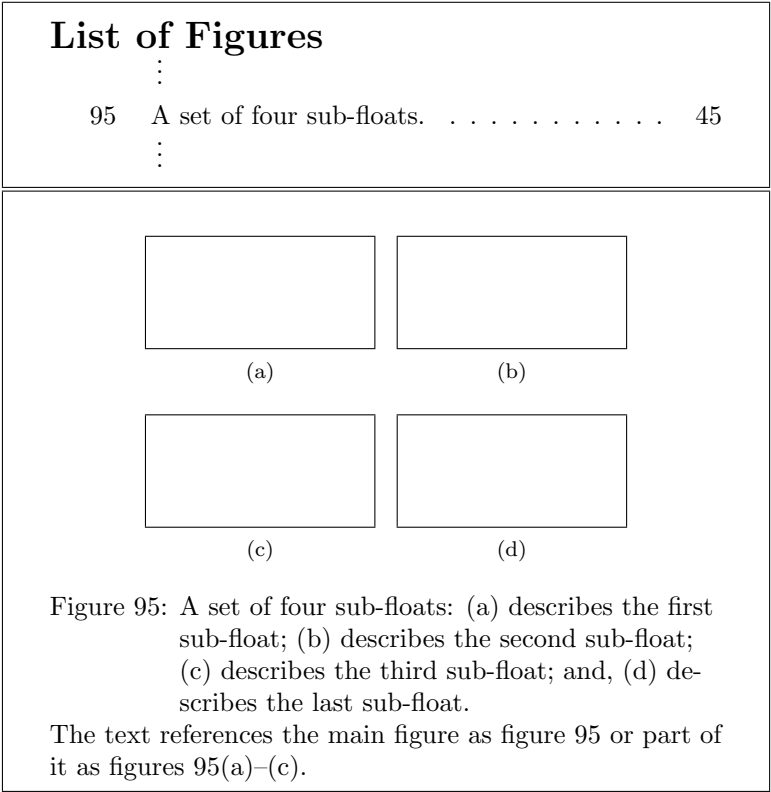 List of Figures
⋮
95 A set of four sub-floats. . . . . . . . . . . . 45
⋮
(a) (b)
(c) (d)
Figure 95: A set of four sub-floats: (a) describes the first
sub-float; (b) describes the second sub-float;
(c) describes the third sub-float; and, (d) de-
scribes the last sub-float.
The text references the main figure as figure 95 or part of
it as figures 95(a)–(c).